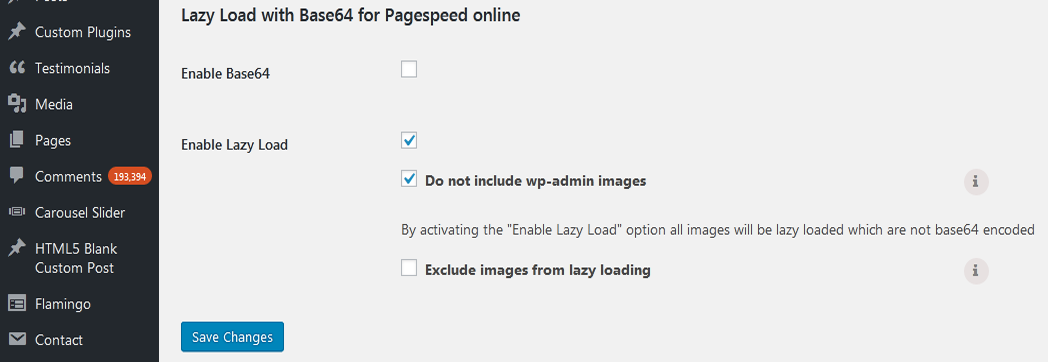 Posts
Custom Plugins
Testimonials
Media
Pages
Comments 193,394
Carousel Slider
HTML5 Blank
Custom Post
Flamingo
Contact
Lazy Load with Base64 for Pagespeed online
Enable Base64
Enable Lazy Load
Do not include wp-admin images
i
By activating the "Enable Lazy Load" option all images will be lazy loaded which are not base64 encoded
Exclude images from lazy loading
i
Save Changes